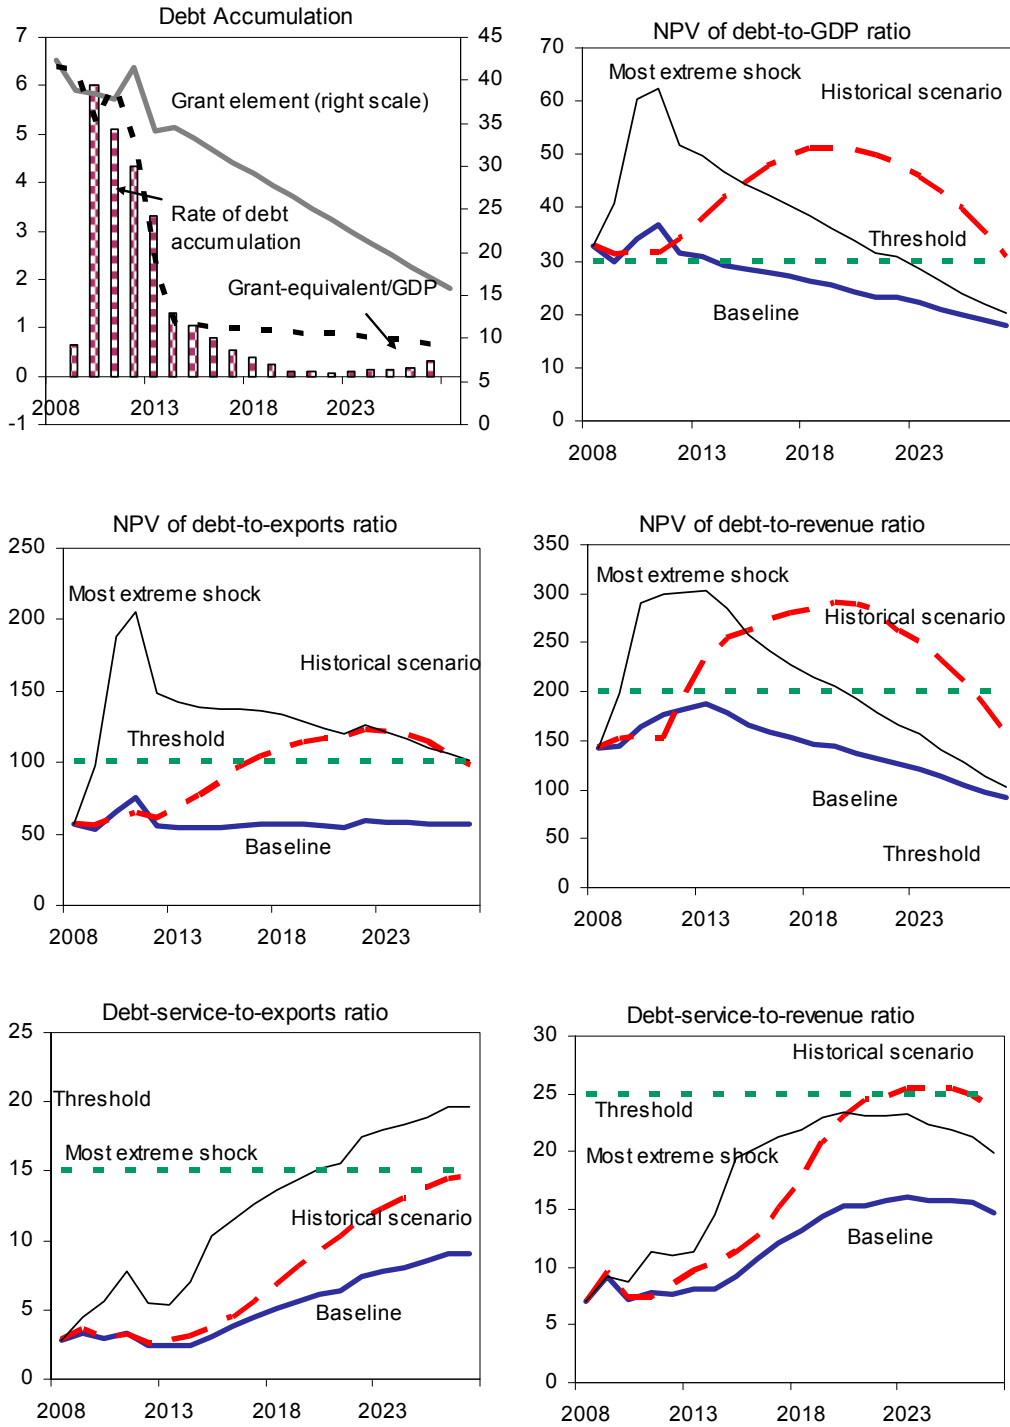 Debt Accumulation
7
6
5
4
3
2
1
0
-1
45
40
35
30
25
20
15
10
5
0
Grant element (right scale)
Rate of debt
accumulation
Grant-equivalent/GDP
2008 2013 2018 2023
NPV of debt-to-GDP ratio
70
60
50
40
30
20
10
0
Most extreme shock
Historical scenario
Threshold
Baseline
2008 2013 2018 2023
NPV of debt-to-exports ratio
250
200
150
100
50
0
Most extreme shock
Historical scenario
Threshold
Baseline
2008 2013 2018 2023
NPV of debt-to-revenue ratio
350
300
250
200
150
100
50
0
Most extreme shock
Historical scenario
Baseline
Threshold
2008 2013 2018 2023
Debt-service-to-exports ratio
25
20
15
10
5
0
Threshold
Most extreme shock
Historical scenario
Baseline
2008 2013 2018 2023
Debt-service-to-revenue ratio
30
25
20
15
10
5
0
Historical scenario
Threshold
Most extreme shock
Baseline
2008 2013 2018 2023